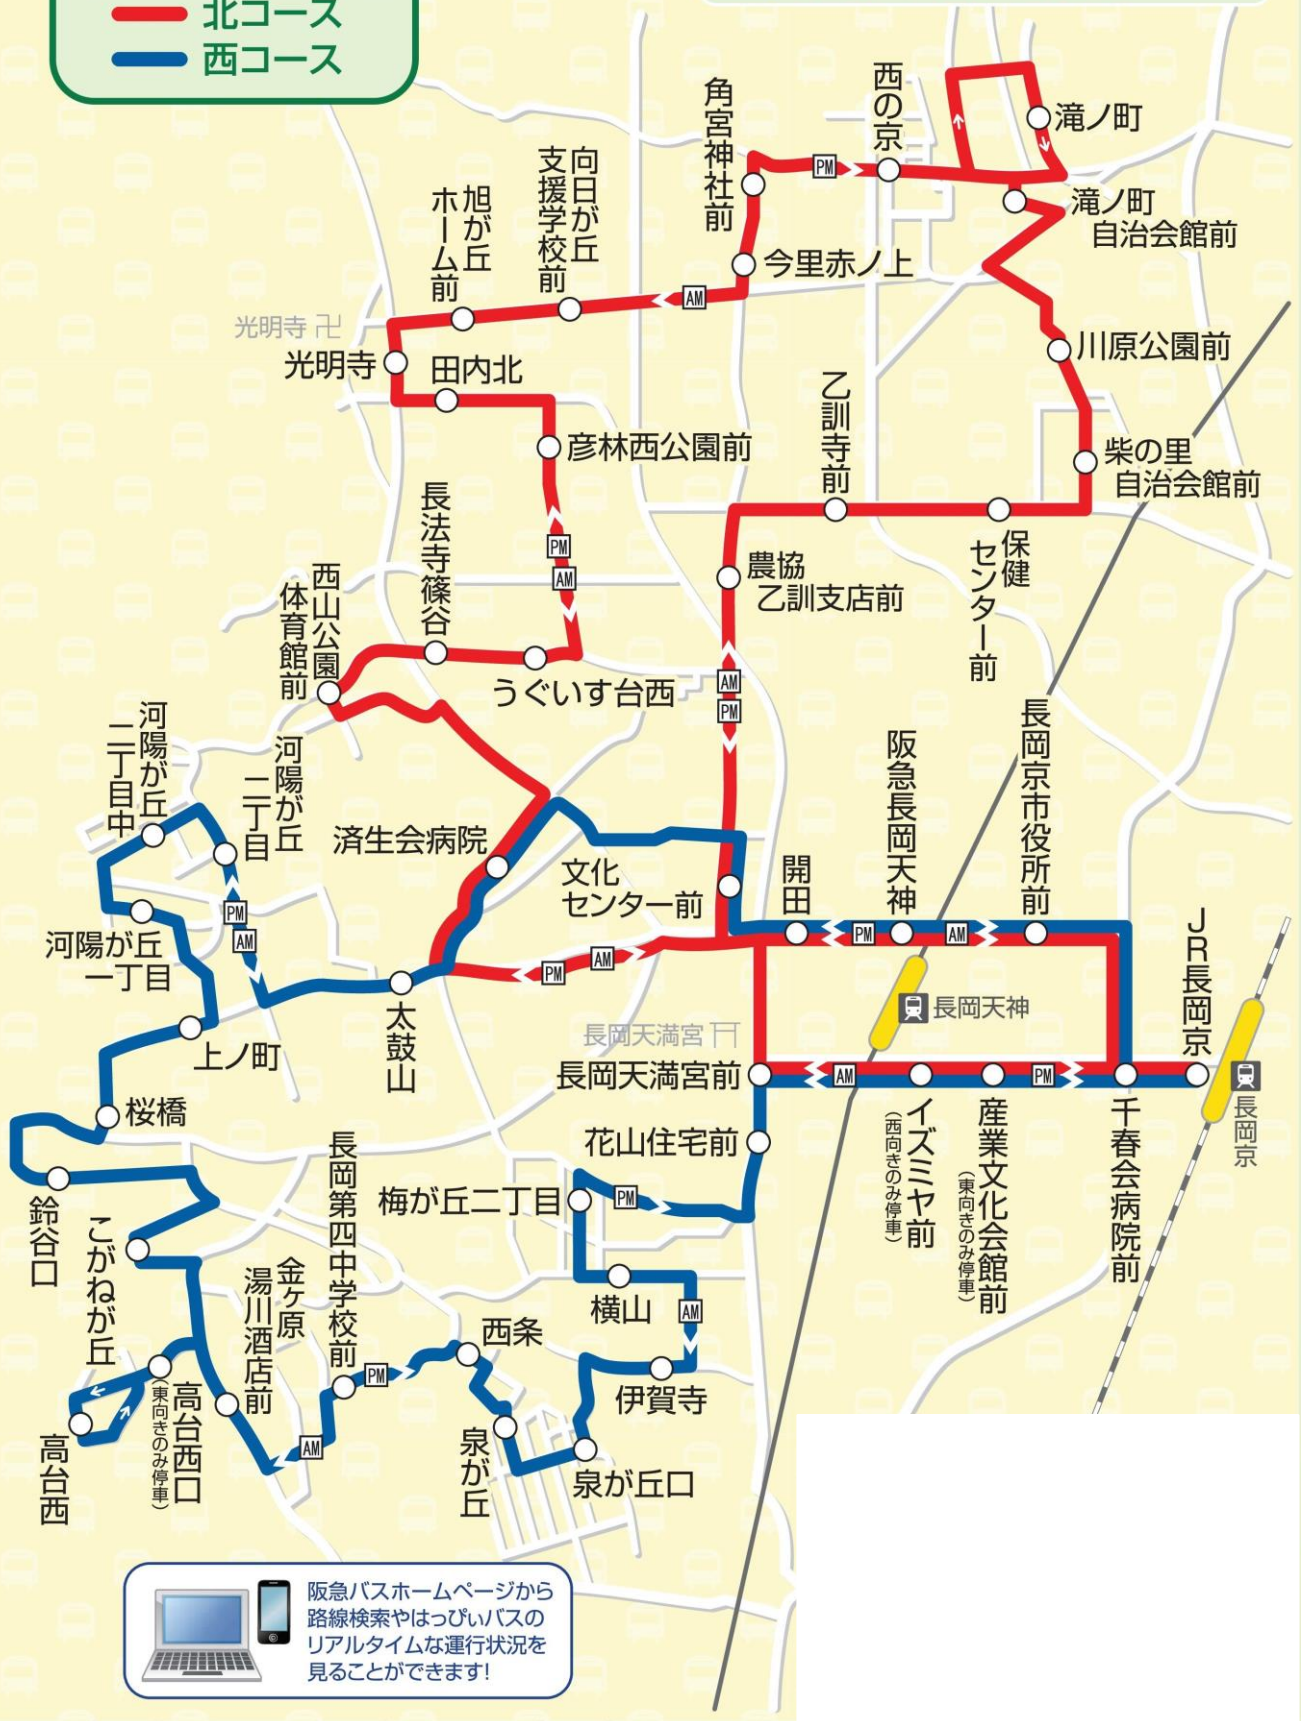 北コース
西コース
角宮神社前
西の京
滝ノ町
向日が丘
支援学校前
PM
旭が丘
ホーム前
滝ノ町
自治会館前
今里赤ノ上
AM
光明寺卍
光明寺
田内北
川原公園前
乙訓寺前
彦林西公園前
柴の里
自治会館前
長法寺篠谷
PM
AM
保健
センター前
農協
乙訓支店前
西山公園
体育館前
うぐいす台西
AM
PM
河陽が丘
二丁目中
河陽が丘
二丁目
阪急長岡天神
長岡京市役所前
済生会病院
文化
センター前
開田
PM
AM
JR長岡京
PM
AM
河陽が丘
一丁目
PM
AM
太鼓山
長岡天神
長岡天満宮
上ノ町
長岡天満宮前
AM
PM
長岡京
桜橋
花山住宅前
イズミヤ前
(西向きのみ停車)
産業文化会館前
(東向きのみ停車)
千春会病院前
長岡第四中学校前
梅が丘二丁目
PM
鈴谷口
こがねが丘
金ヶ原
湯川酒店前
横山
AM
西条
PM
伊賀寺
高台西口
(東向きのみ停車)
高台西
AM
泉が丘
泉が丘口
阪急バスホームページから
路線検索やはっぴぃバスの
リアルタイムな運行状況を
見ることができます!